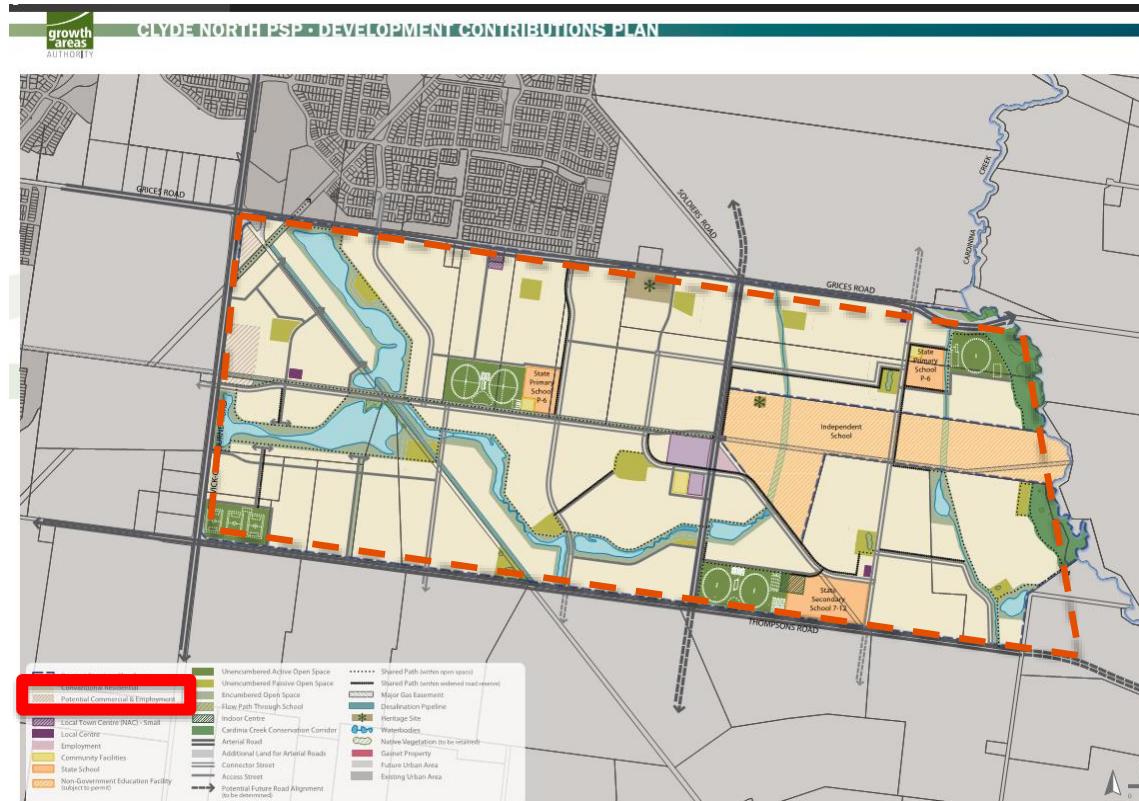 growth
areas
AUTHORITY
CLYDE NORTH PSP • DEVELOPMENT CONTRIBUTIONS PLAN
GRICES ROAD
SOLDIERS ROAD
CARDINIA
CREEK
GRICES ROAD
State
Primary
School
P-6
State
Primary
School
P-6
Independent
School
State
Secondary
School 7-12
THOMPSONS ROAD
Conventional Residential
Potential Commercial & Employment
Local Town Centre (NAC) - Small
Local Centre
Employment
Community Facilities
State School
Non-Government Education Facility
(subject to permit)
Unencumbered Active Open Space
Unencumbered Passive Open Space
Encumbered Open Space
Flow Path Through School
Indoor Centre
Cardinia Creek Conservation Corridor
Arterial Road
Additional Land for Arterial Roads
Connector Street
Access Street
Potential Future Road Alignment
(to be determined)
Shared Path (within open space)
Shared Path (within widened road reserve)
Major Gas Easement
Desalination Pipeline
Heritage Site
Waterbodies
Native Vegetation (to be retained)
Gasnet Property
Future Urban Area
Existing Urban Area
0